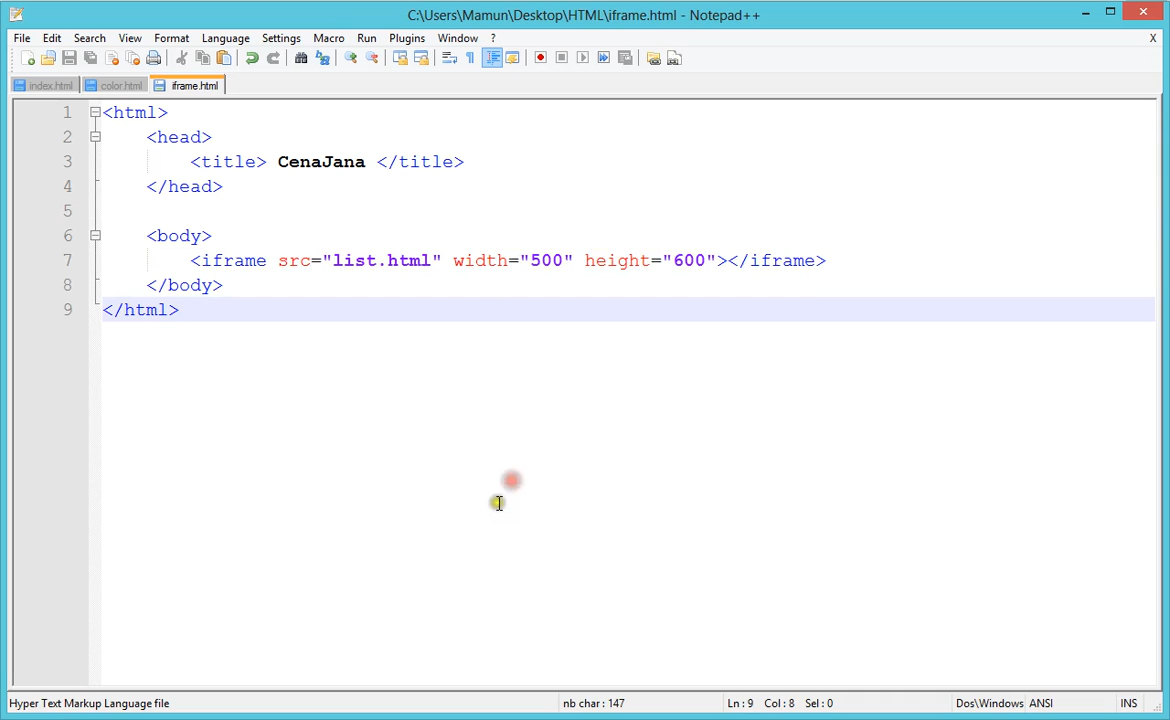 C:\Users\Mamun\Desktop\HTML\iframe.html - Notepad++
File Edit Search View Format Language Settings Macro Run Plugins Window ? X
index.html color.html iframe.html
1 <html>
2 <head>
3 <title> CenaJana </title>
4 </head>
5
6 <body>
7 <iframe src="list.html" width="500" height="600"></iframe>
8 </body>
9 </html>
Hyper Text Markup Language file nb char : 147 Ln : 9 Col : 8 Sel : 0 Dos\Windows ANSI INS